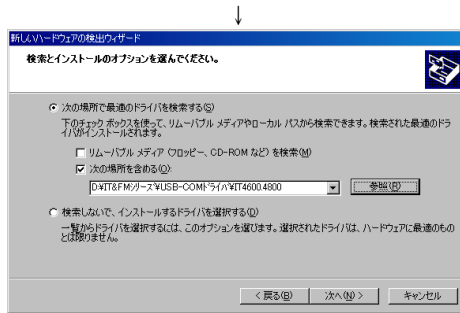 ↓
新しいハードウェアの検出ウィザード
検索とインストールのオプションを選んでください。
次の場所で最適のドライバを検索する(S)
下のチェック ボックスを使って、リムーバブル メディアやローカル パスから検索できます。検索された最適のドラ
イバがインストールされます。
リムーバブル メディア (フロッピー、CD-ROM など) を検索(M)
次の場所を含める(O):
D:¥IT&FMシリーズ¥USB-COMドライバ¥IT4600.4800
参照(R)
検索しないで、インストールするドライバを選択する(D)
一覧からドライバを選択するには、このオプションを選びます。選択されたドライバは、ハードウェアに最適のもの
とは限りません。
< 戻る(B)
次へ(N) >
キャンセル